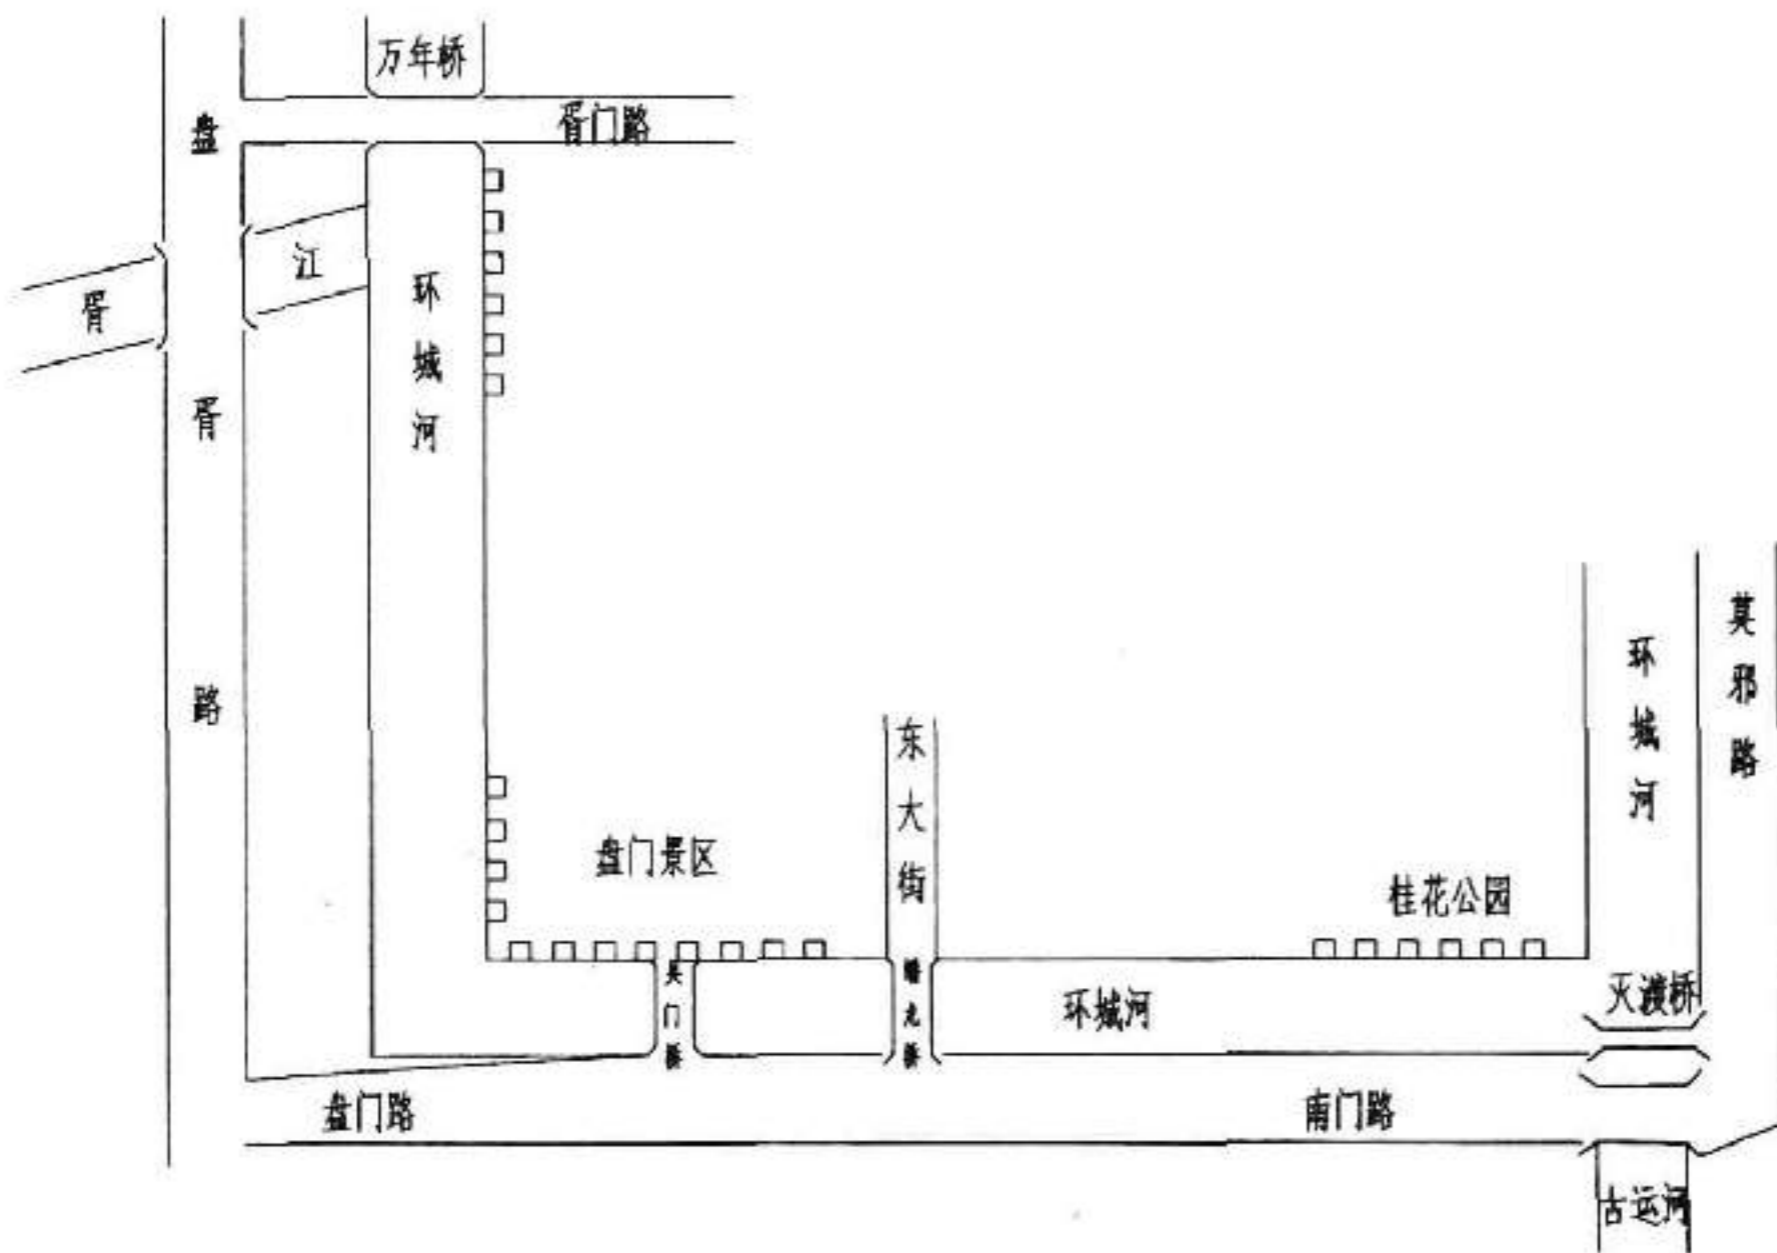 万年桥
胥门路
盘胥路
胥江
环城河
莫邪路
环城河
东大街
盘门景区
桂花公园
吴门桥
环城河
灭渡桥
盘门路
南门路
古运河